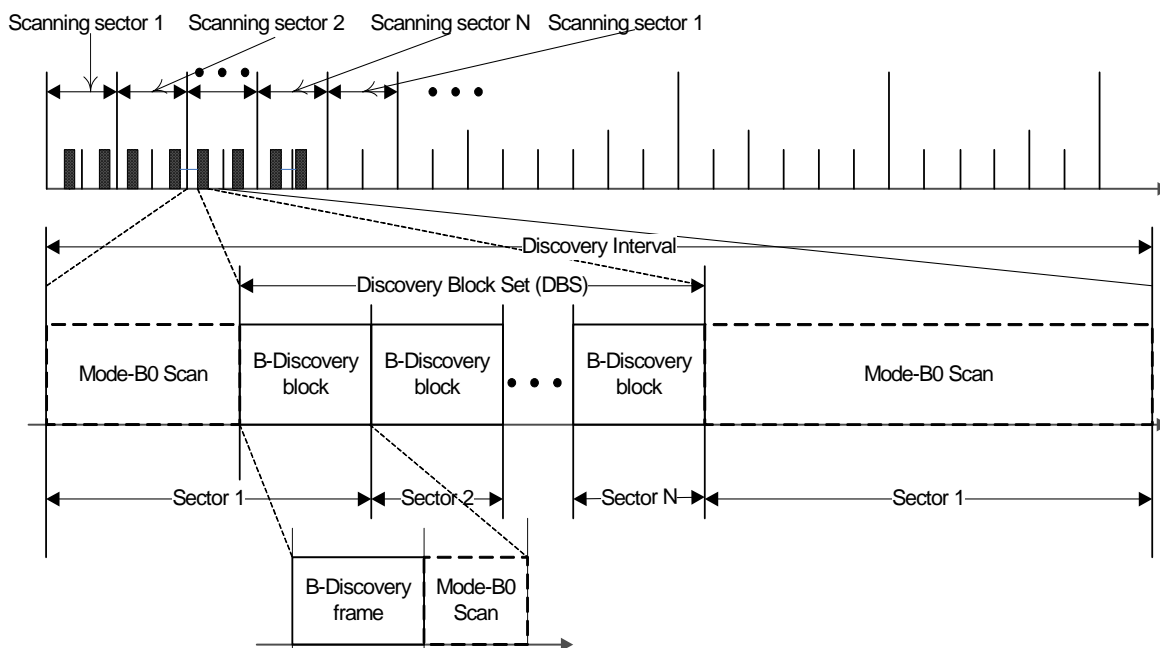 Scanning sector 1
Scanning sector 2
Scanning sector N
Scanning sector 1
Discovery Interval
Discovery Block Set (DBS)
Mode-B0 Scan
B-Discovery
block
B-Discovery
block
B-Discovery
block
Mode-B0 Scan
Sector 1
Sector 2
Sector N
Sector 1
B-Discovery
frame
Mode-B0
Scan